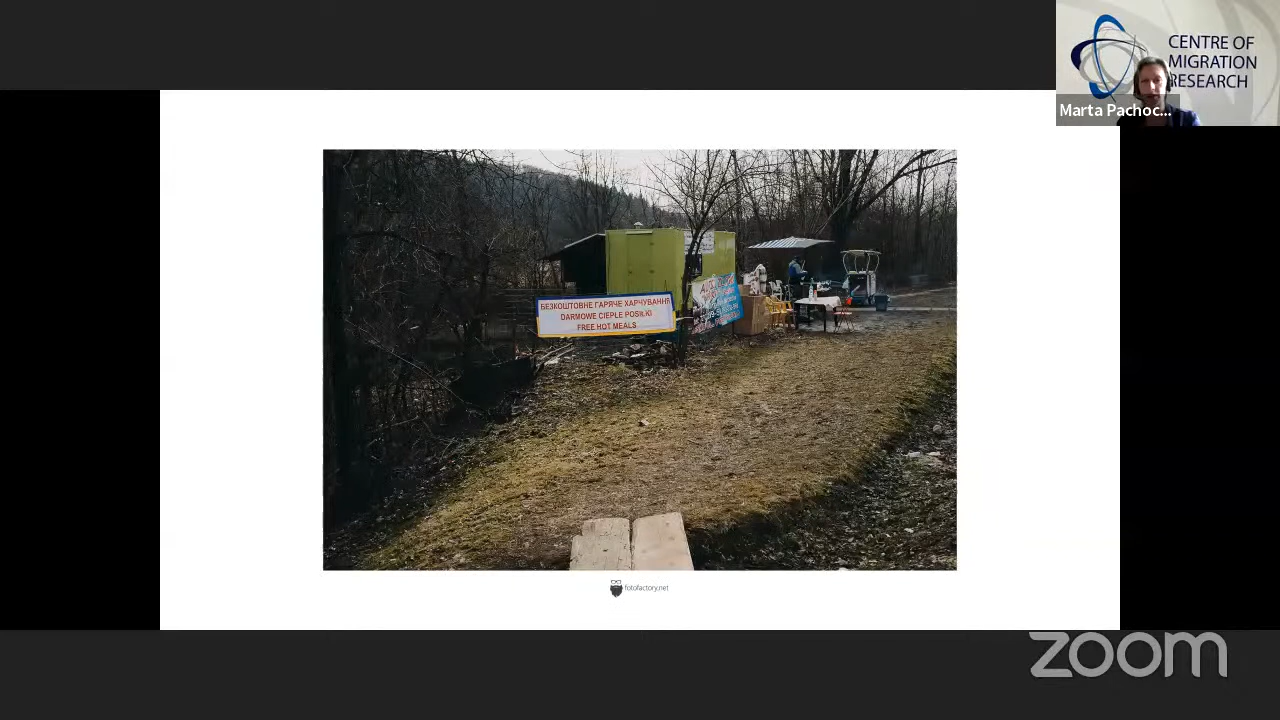 CENTRE OF
MIGRATION
RESEARCH
Marta Pachoc...
БЕЗКОШТОВНЕ ГАРЯЧЕ ХАРЧУВАННЯ
DARMOWE CIEPŁE POSIŁKI
FREE HOT MEALS
fotofactory.net
zoom